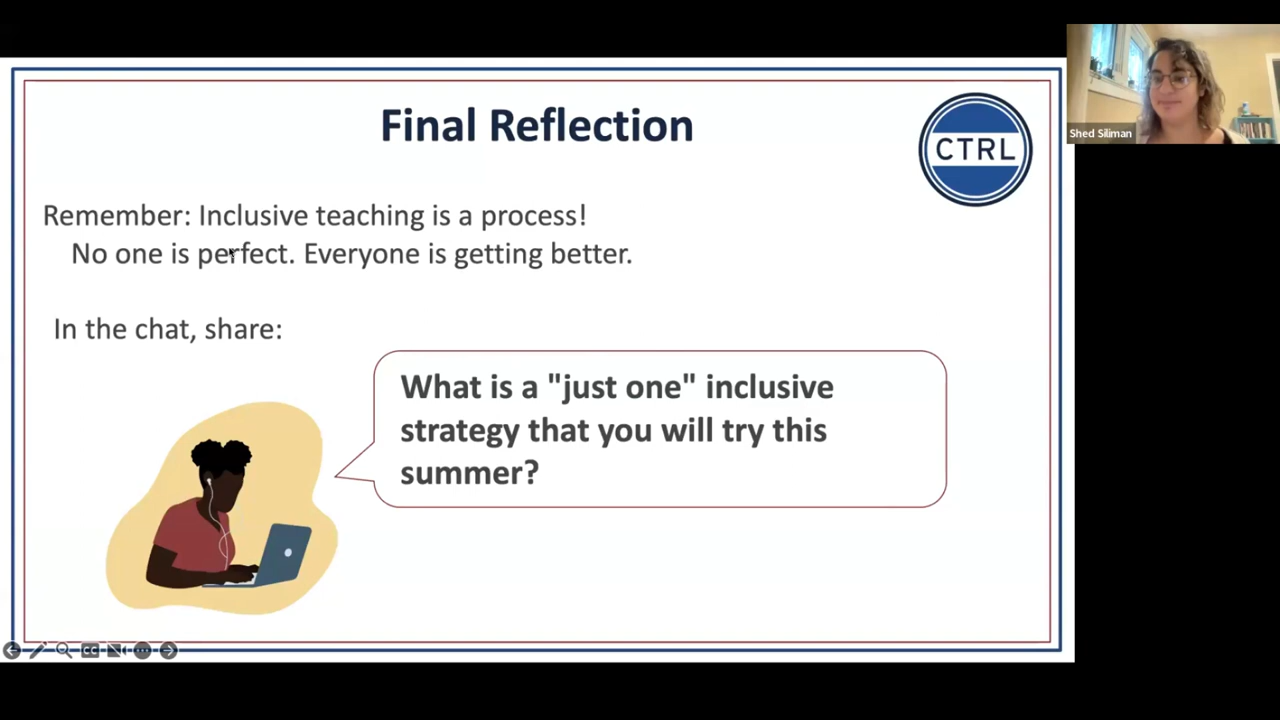 Final Reflection
CTRL
Shed Siliman
Remember: Inclusive teaching is a process!
No one is perfect. Everyone is getting better.
In the chat, share:
What is a "just one" inclusive
strategy that you will try this
summer?
CC